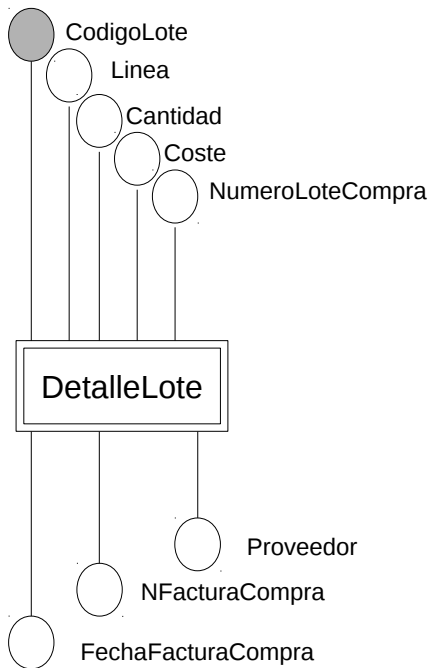 CodigoLote
Linea
Cantidad
Coste
NumeroLoteCompra
DetalleLote
Proveedor
NFacturaCompra
FechaFacturaCompra